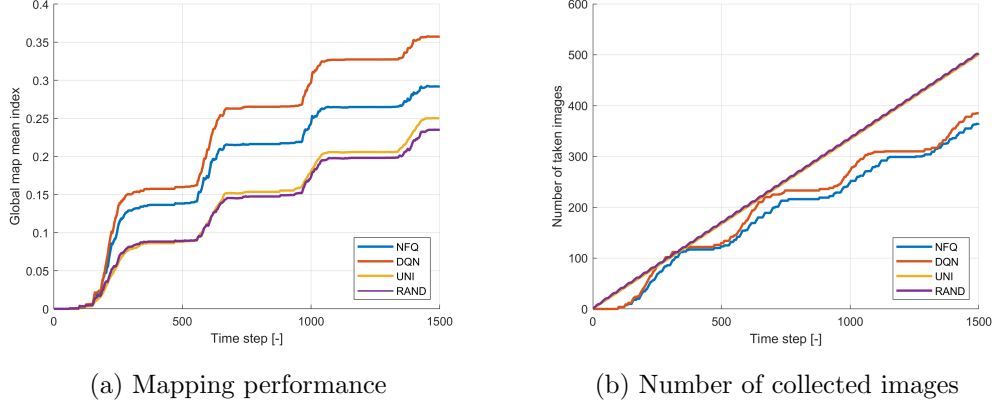 0.4
0.35
0.3
0.25
0.2
0.15
0.1
0.05
0
Global map mean index
0 500 1000 1500
Time step [-]
NFQ
DQN
UNI
RAND
(a) Mapping performance
600
500
400
300
200
100
0
Number of taken images
0 500 1000 1500
Time step [-]
NFQ
DQN
UNI
RAND
(b) Number of collected images